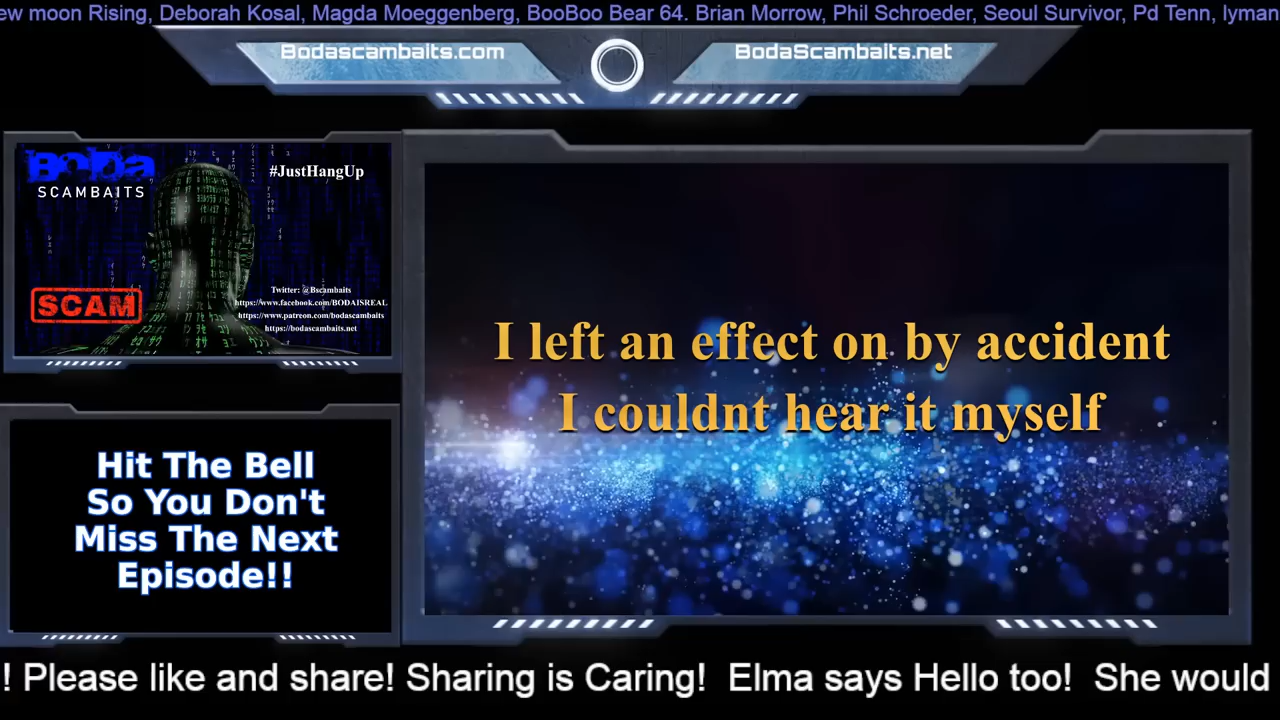 ew moon Rising, Deborah Kosal, Magda Moeggenberg, BooBoo Bear 64. Brian Morrow, Phil Schroeder, Seoul Survivor, Pd Tenn, lyman
Bodascambaits.com
BodaScambaits.net
BoDa
SCAMBAITS
#JustHangUp
SCAM
Twitter: @Bscambaits
https://www.facebook.com/BODAISREAL
https://www.patreon.com/bodascambaits
https://bodascambaits.net
I left an effect on by accident
I couldnt hear it myself
Hit The Bell
So You Don't
Miss The Next
Episode!!
! Please like and share! Sharing is Caring! Elma says Hello too! She would